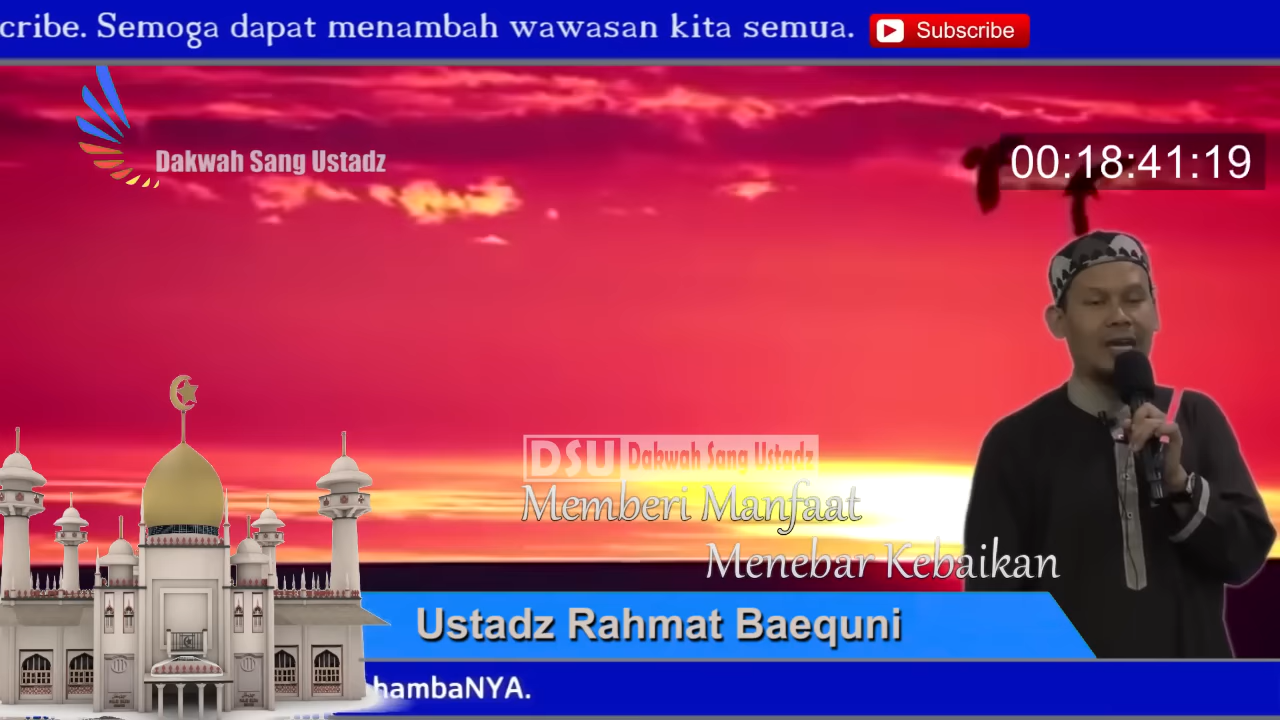 cribe. Semoga dapat menambah wawasan kita semua.
Subscribe
Dakwah Sang Ustadz
00:18:41:19
DSU Dakwah Sang Ustadz
Memberi Manfaat
Menebar Kebaikan
Ustadz Rahmat Baequni
hambaNYA.